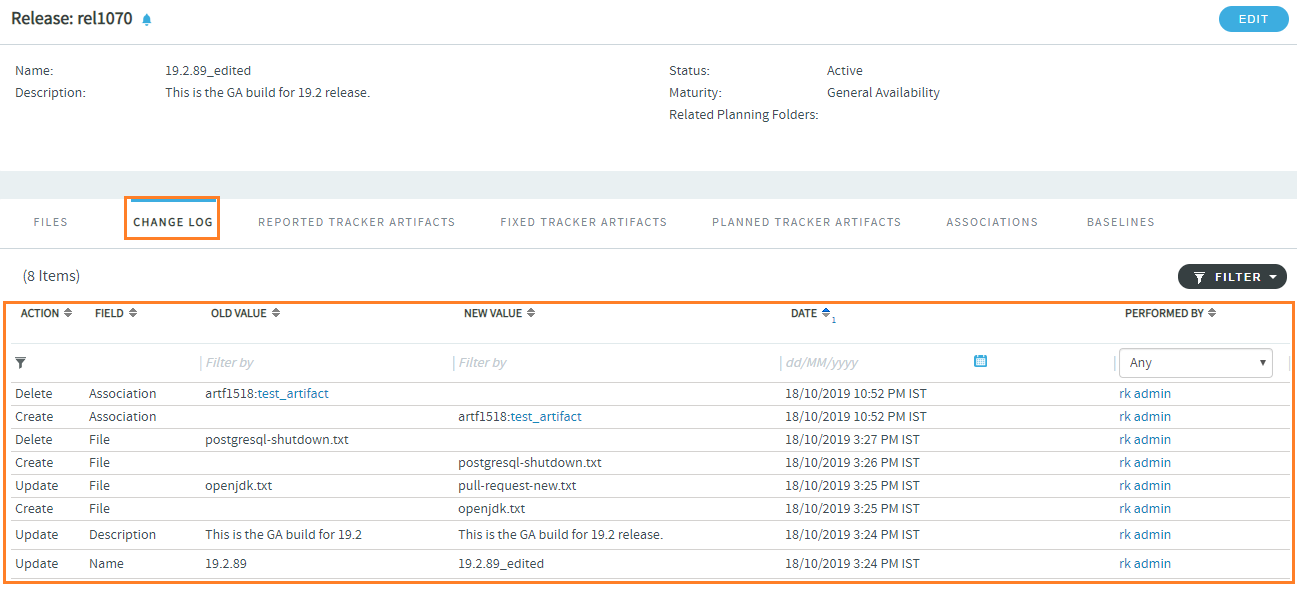 Release: rel1070
EDIT
Name: 19.2.89_edited Status: Active
Description: This is the GA build for 19.2 release. Maturity: General Availability
Related Planning Folders:
FILES CHANGE LOG REPORTED TRACKER ARTIFACTS FIXED TRACKER ARTIFACTS PLANNED TRACKER ARTIFACTS ASSOCIATIONS BASELINES
(8 Items) FILTER
ACTION FIELD OLD VALUE NEW VALUE DATE 1 PERFORMED BY
Filter by Filter by dd/MM/yyyy Any
Delete Association artf1518:test_artifact 18/10/2019 10:52 PM IST rk admin
Create Association artf1518:test_artifact 18/10/2019 10:52 PM IST rk admin
Delete File postgresql-shutdown.txt 18/10/2019 3:27 PM IST rk admin
Create File postgresql-shutdown.txt 18/10/2019 3:26 PM IST rk admin
Update File openjdk.txt pull-request-new.txt 18/10/2019 3:25 PM IST rk admin
Create File openjdk.txt 18/10/2019 3:25 PM IST rk admin
Update Description This is the GA build for 19.2 This is the GA build for 19.2 release. 18/10/2019 3:24 PM IST rk admin
Update Name 19.2.89 19.2.89_edited 18/10/2019 3:24 PM IST rk admin